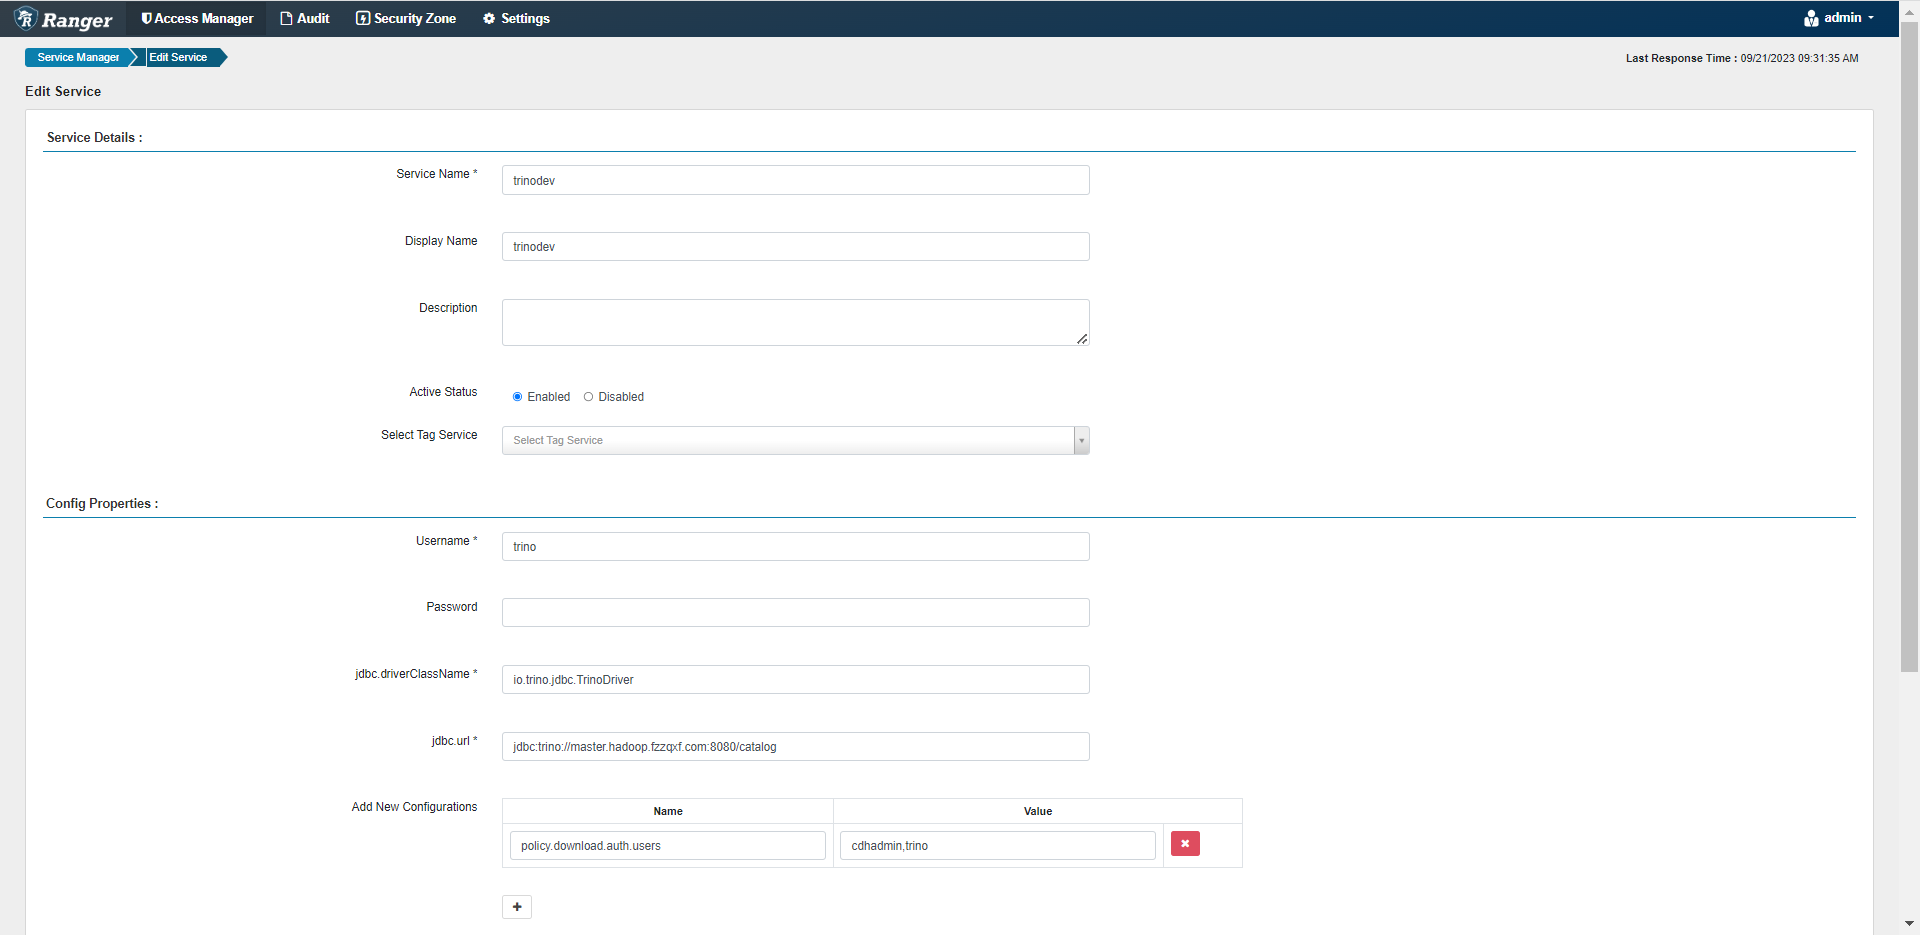 Ranger Access Manager Audit Security Zone Settings admin
Service Manager Edit Service Last Response Time : 09/21/2023 09:31:35 AM
Edit Service
Service Details :
Service Name * trinodev
Display Name trinodev
Description
Active Status Enabled Disabled
Select Tag Service Select Tag Service
Config Properties :
Username * trino
Password
jdbc.driverClassName * io.trino.jdbc.TrinoDriver
jdbc.url * jdbc:trino://master.hadoop.fzzqxf.com:8080/catalog
Add New Configurations Name Value
policy.download.auth.users cdhadmin,trino